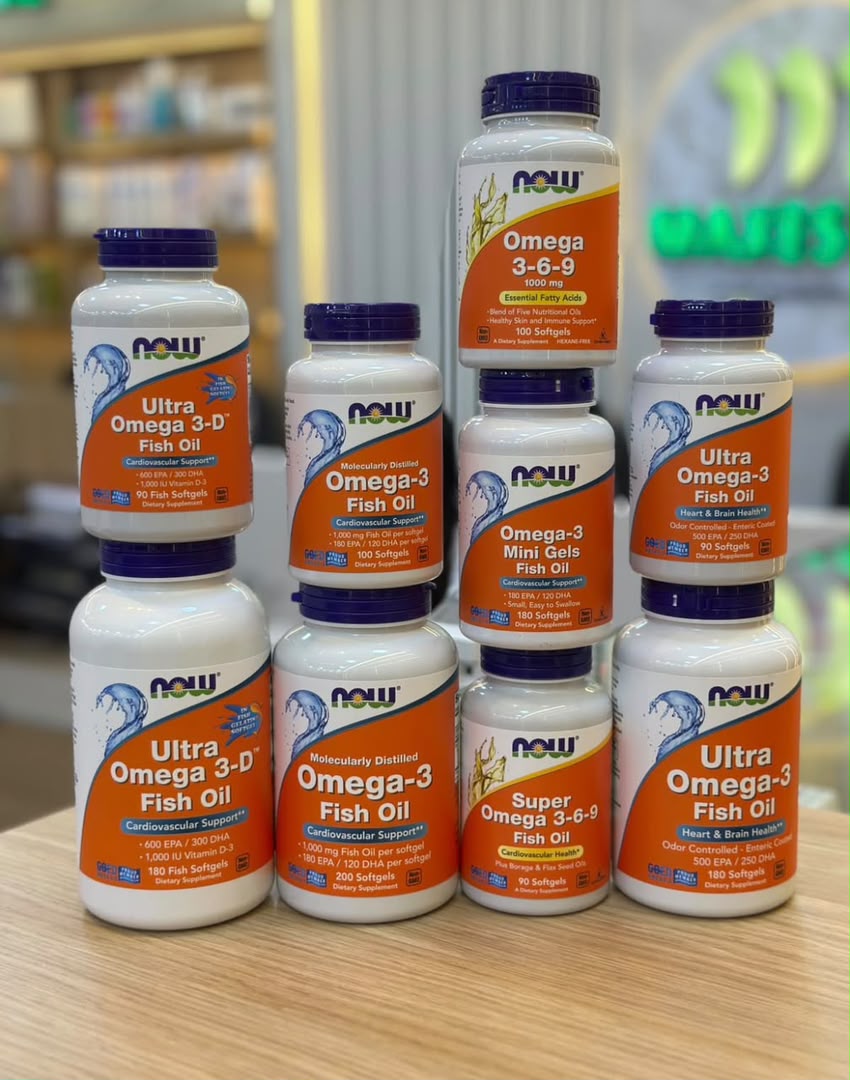 NOW
Omega
3-6-9
1000 mg
Essential Fatty Acids
• Blend of Five Nutritional Oils
• Healthy Skin and Immune Support*
100 Softgels
A Dietary Supplement HEXANE-FREE
NOW
IN
FISH
GELATIN
SOFTGELS
Ultra
Omega 3-D™
Fish Oil
Cardiovascular Support**
• 600 EPA / 300 DHA
• 1,000 IU Vitamin D-3
90 Fish Softgels
Dietary Supplement
NOW
Molecularly Distilled
Omega-3
Fish Oil
Cardiovascular Support**
• 1,000 mg Fish Oil per softgel
• 180 EPA / 120 DHA per softgel
100 Softgels
Dietary Supplement
NOW
Omega-3
Mini Gels
Fish Oil
Cardiovascular Support**
• 180 EPA / 120 DHA
• Small, Easy to Swallow
180 Softgels
Dietary Supplement
NOW
Ultra
Omega-3
Fish Oil
Heart & Brain Health**
Odor Controlled - Enteric Coated
500 EPA / 250 DHA
90 Softgels
Dietary Supplement
NOW
IN
FISH
GELATIN
SOFTGELS
Ultra
Omega 3-D™
Fish Oil
Cardiovascular Support**
• 600 EPA / 300 DHA
• 1,000 IU Vitamin D-3
180 Fish Softgels
Dietary Supplement
NOW
Molecularly Distilled
Omega-3
Fish Oil
Cardiovascular Support**
• 1,000 mg Fish Oil per softgel
• 180 EPA / 120 DHA per softgel
200 Softgels
Dietary Supplement
NOW
Super
Omega 3-6-9
Fish Oil
Cardiovascular Health*
Plus Borage & Flax Seed Oils
90 Softgels
A Dietary Supplement
NOW
Ultra
Omega-3
Fish Oil
Heart & Brain Health**
Odor Controlled - Enteric Coated
500 EPA / 250 DHA
180 Softgels
Dietary Supplement